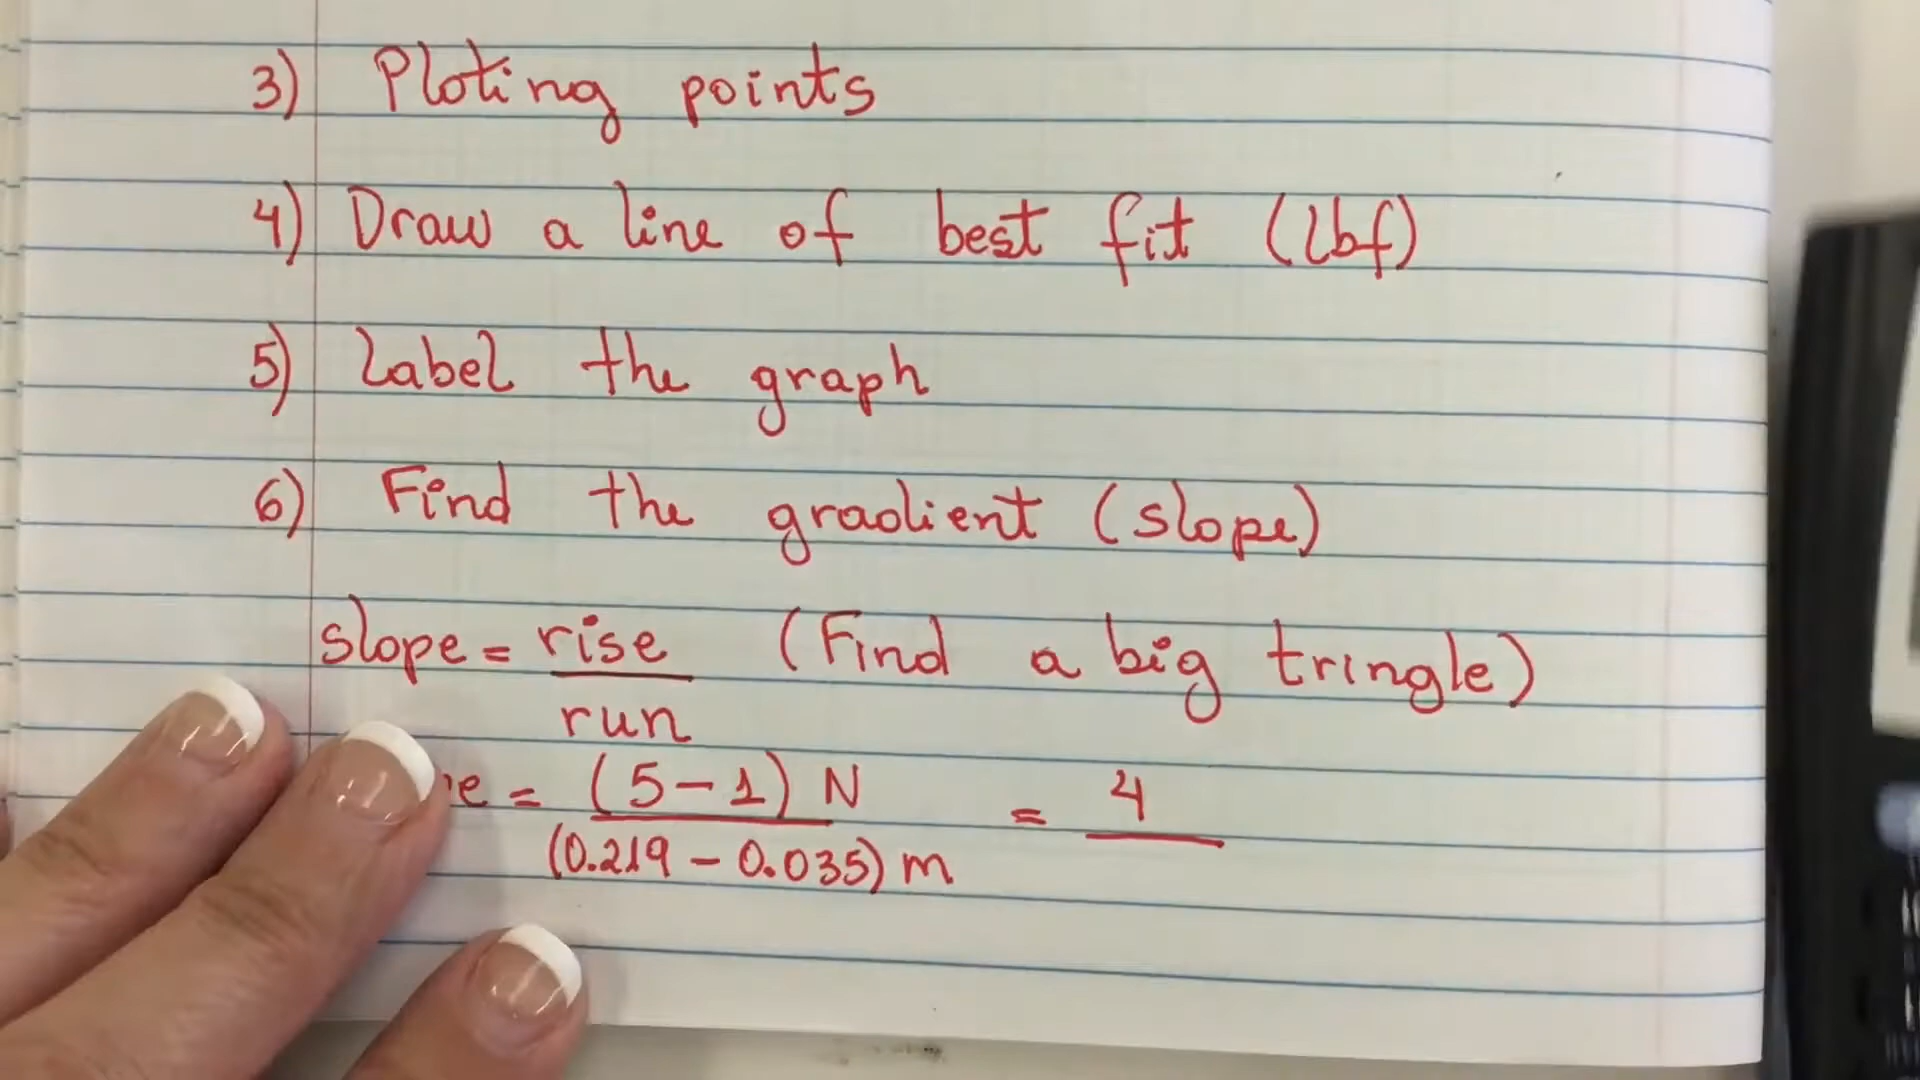 3) Ploting points
4) Draw a line of best fit (lbf)
5) Label the graph
6) Find the gradient (slope)
slope = rise (Find a big tringle)
run
= (5-1) N = 4
(0.219 - 0.035) m